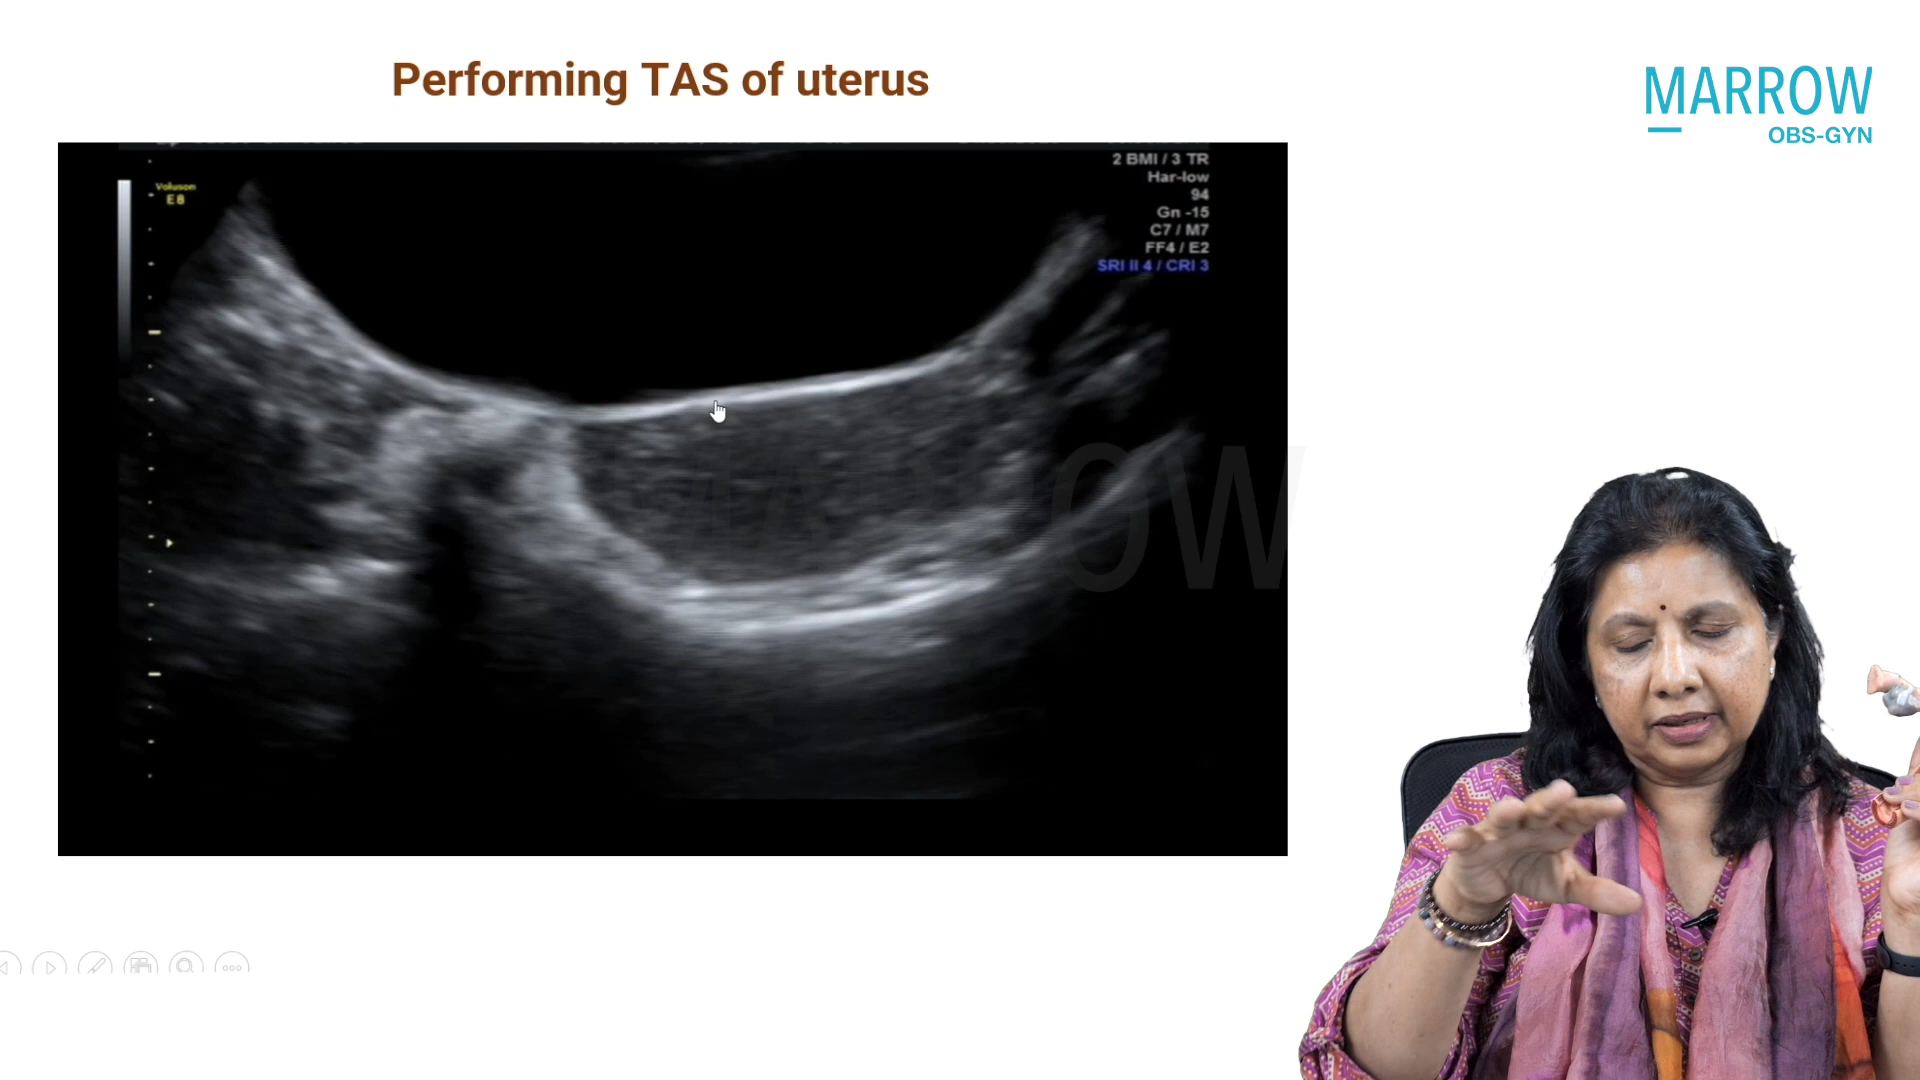 Performing TAS of uterus
MARROW
OBS-GYN
Voluson
E8
2 BMI / 3 TR
Har-low
94
Gn -15
C7 / M7
FF4 / E2
SRI II 4 / CRI 3
MARROW